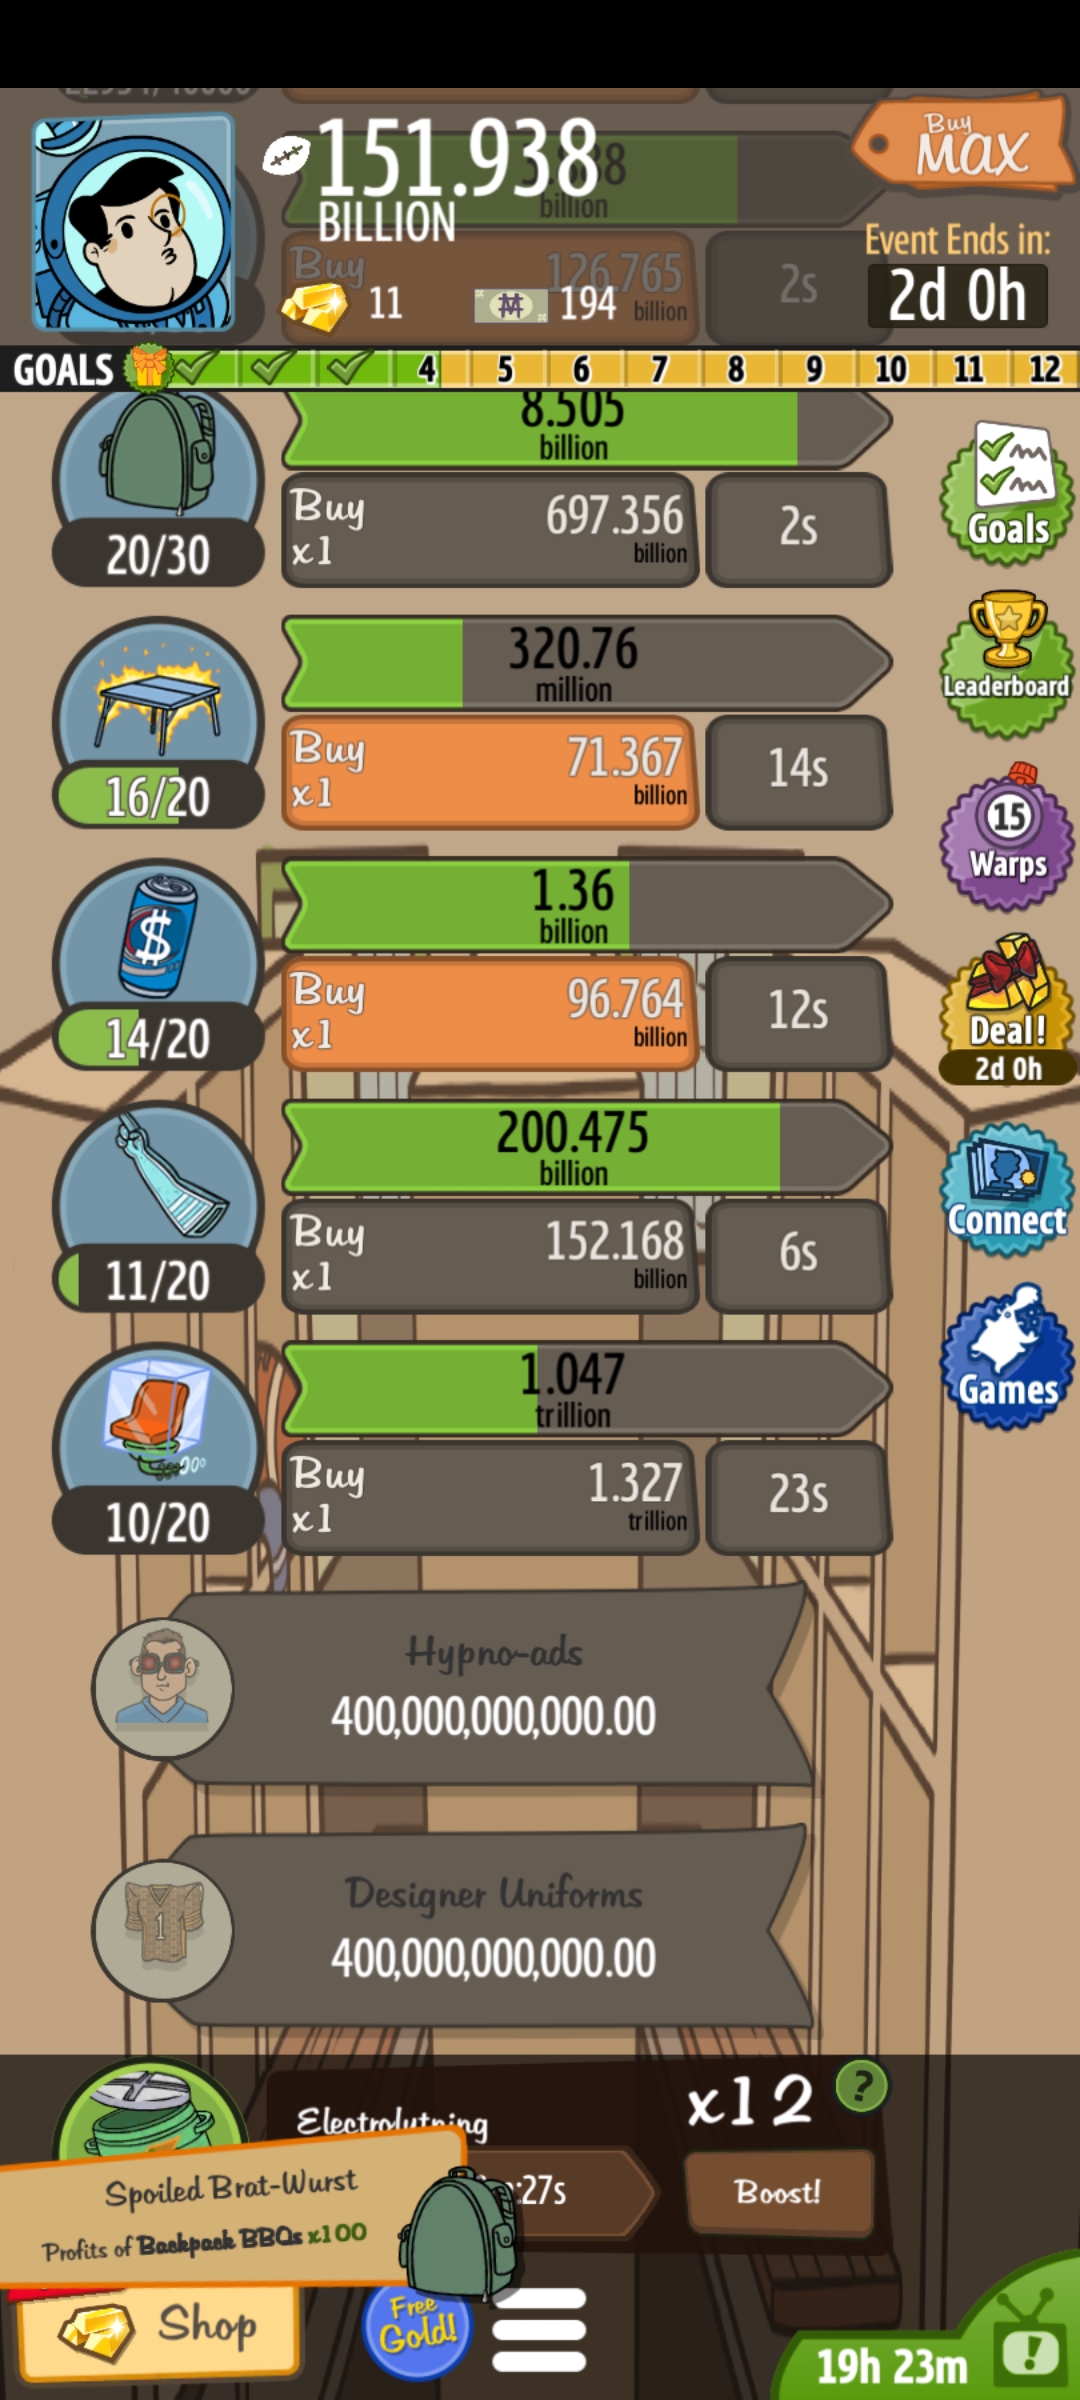 151.938
BILLION
Buy
MAX
billion
Buy
126.765
billion
2s
11
194
Event Ends in:
2d 0h
GOALS
4
5
6
7
8
9
10
11
12
8.505
billion
20/30
Buy
x1
697.356
billion
2s
Goals
320.76
million
16/20
Buy
x1
71.367
billion
14s
Leaderboard
15
Warps
1.36
billion
$
14/20
Buy
x1
96.764
billion
12s
Deal!
2d 0h
200.475
billion
11/20
Buy
x1
152.168
billion
6s
Connect
Games
1.047
trillion
10/20
Buy
x1
1.327
trillion
23s
Hypno-ads
400,000,000,000.00
1
Designer Uniforms
400,000,000,000.00
x12
?
:27s
Boost!
Spoiled Brat-Wurst
Profits of Backpack BBQs x100
Shop
Free
Gold!
19h 23m
!